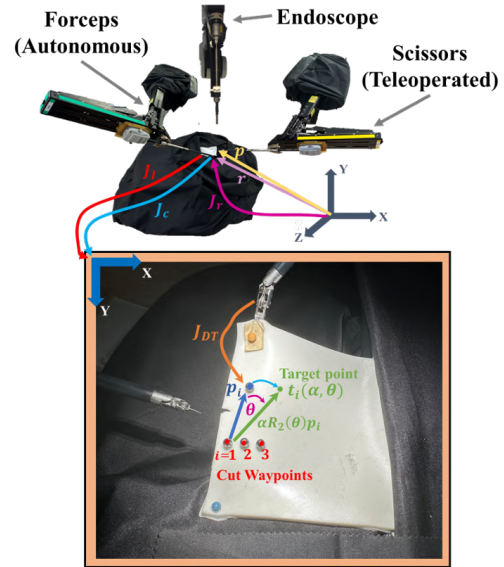 Forceps
(Autonomous)
Endoscope
Scissors
(Teleoperated)
p
r
J_l
J_c
J_r
Y
X
Z
X
Y
J_DT
p_i
θ
Target point
t_i(α, θ)
αR_2(θ)p_i
i=1 2 3
Cut Waypoints